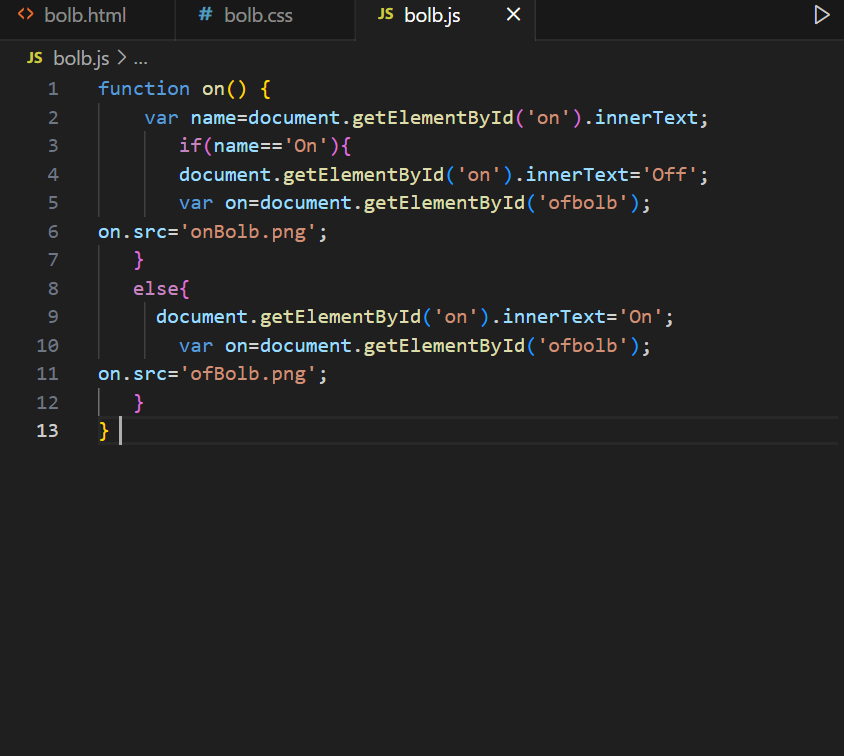 <> bolb.html # bolb.css JS bolb.js ×
JS bolb.js > ...
1 function on() {
2     var name=document.getElementById('on').innerText;
3        if(name=='On'){
4        document.getElementById('on').innerText='Off';
5        var on=document.getElementById('ofbolb');
6 on.src='onBolb.png';
7    }
8    else{
9      document.getElementById('on').innerText='On';
10        var on=document.getElementById('ofbolb');
11 on.src='ofBolb.png';
12    }
13 }